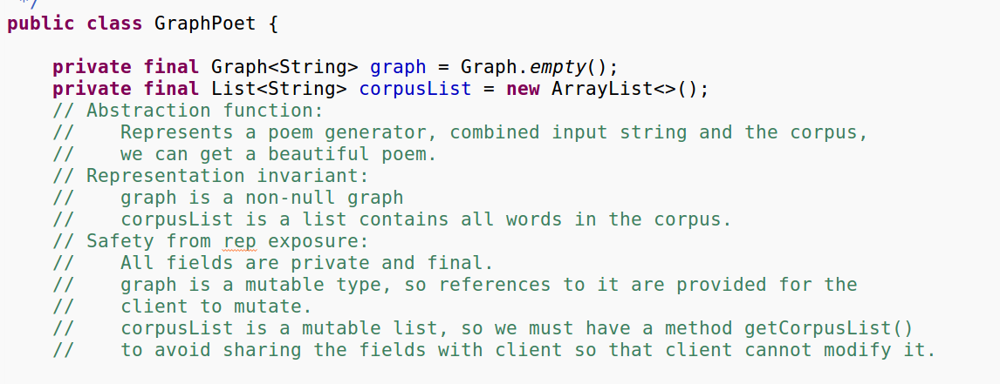 */
public class GraphPoet {
private final Graph<String> graph = Graph.empty();
private final List<String> corpusList = new ArrayList<>();
// Abstraction function:
//    Represents a poem generator, combined input string and the corpus,
//    we can get a beautiful poem.
// Representation invariant:
//    graph is a non-null graph
//    corpusList is a list contains all words in the corpus.
// Safety from rep exposure:
//    All fields are private and final.
//    graph is a mutable type, so references to it are provided for the
//    client to mutate.
//    corpusList is a mutable list, so we must have a method getCorpusList()
//    to avoid sharing the fields with client so that client cannot modify it.